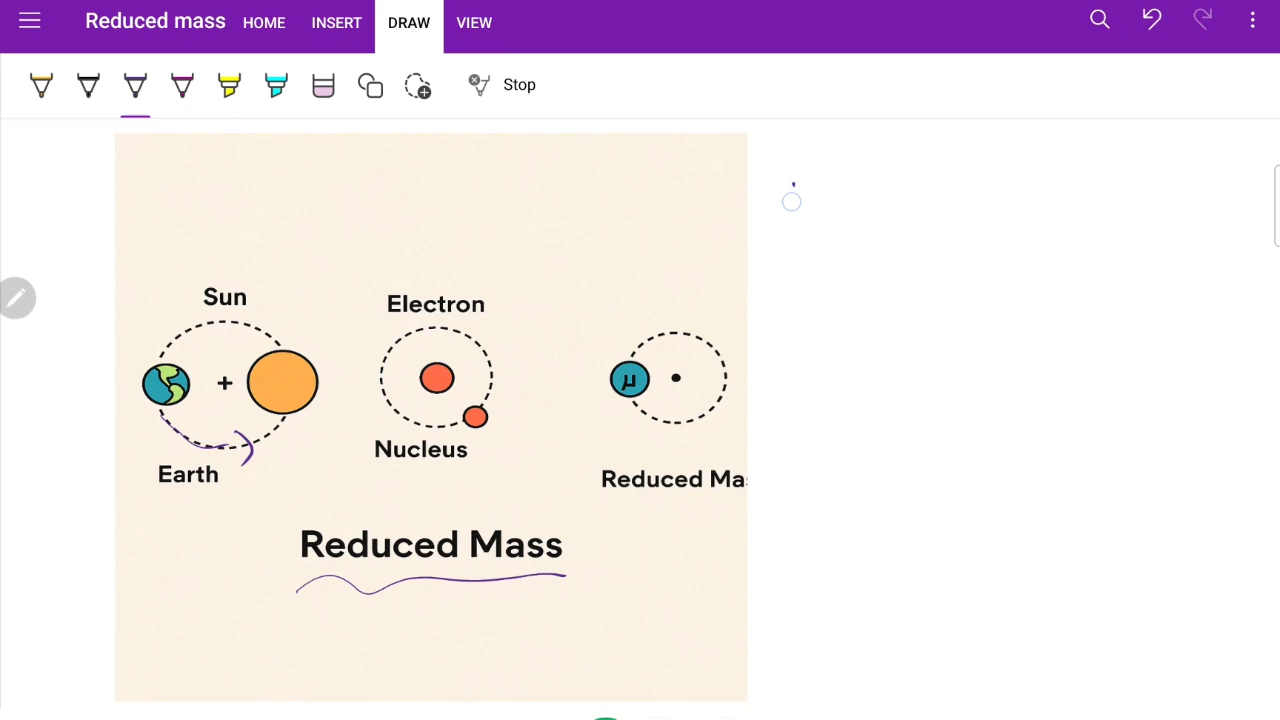 Reduced mass HOME INSERT DRAW VIEW
Stop
Sun
Electron
+
μ
Nucleus
Earth
Reduced Ma
Reduced Mass